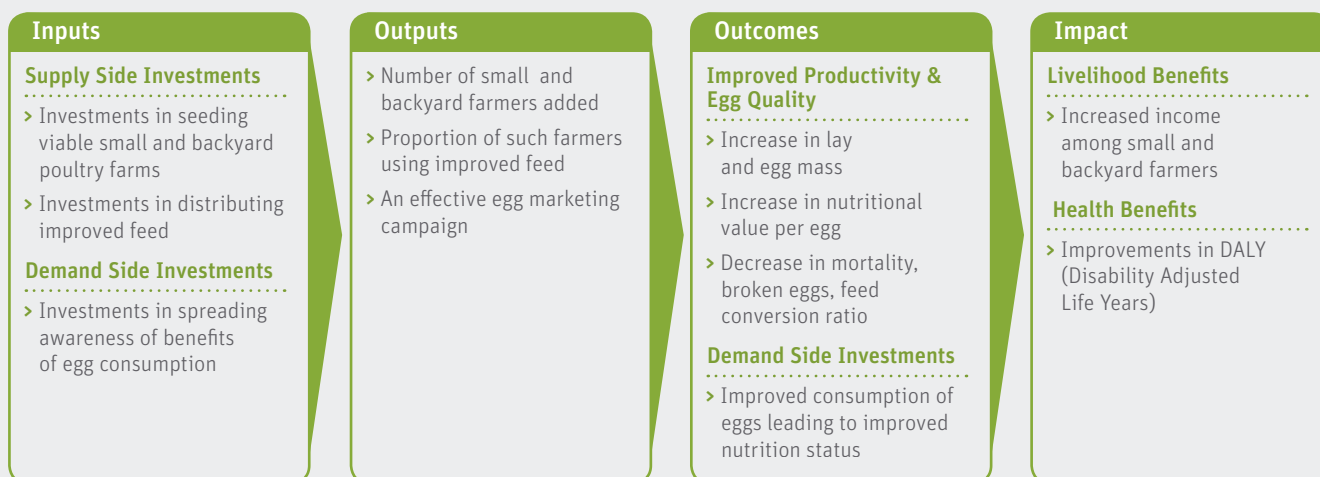 Inputs
Supply Side Investments
> Investments in seeding
viable small and backyard
poultry farms
> Investments in distributing
improved feed
Demand Side Investments
> Investments in spreading
awareness of benefits
of egg consumption
Outputs
> Number of small and
backyard farmers added
> Proportion of such farmers
using improved feed
> An effective egg marketing
campaign
Outcomes
Improved Productivity &
Egg Quality
> Increase in lay
and egg mass
> Increase in nutritional
value per egg
> Decrease in mortality,
broken eggs, feed
conversion ratio
Demand Side Investments
> Improved consumption of
eggs leading to improved
nutrition status
Impact
Livelihood Benefits
> Increased income
among small and
backyard farmers
Health Benefits
> Improvements in DALY
(Disability Adjusted
Life Years)